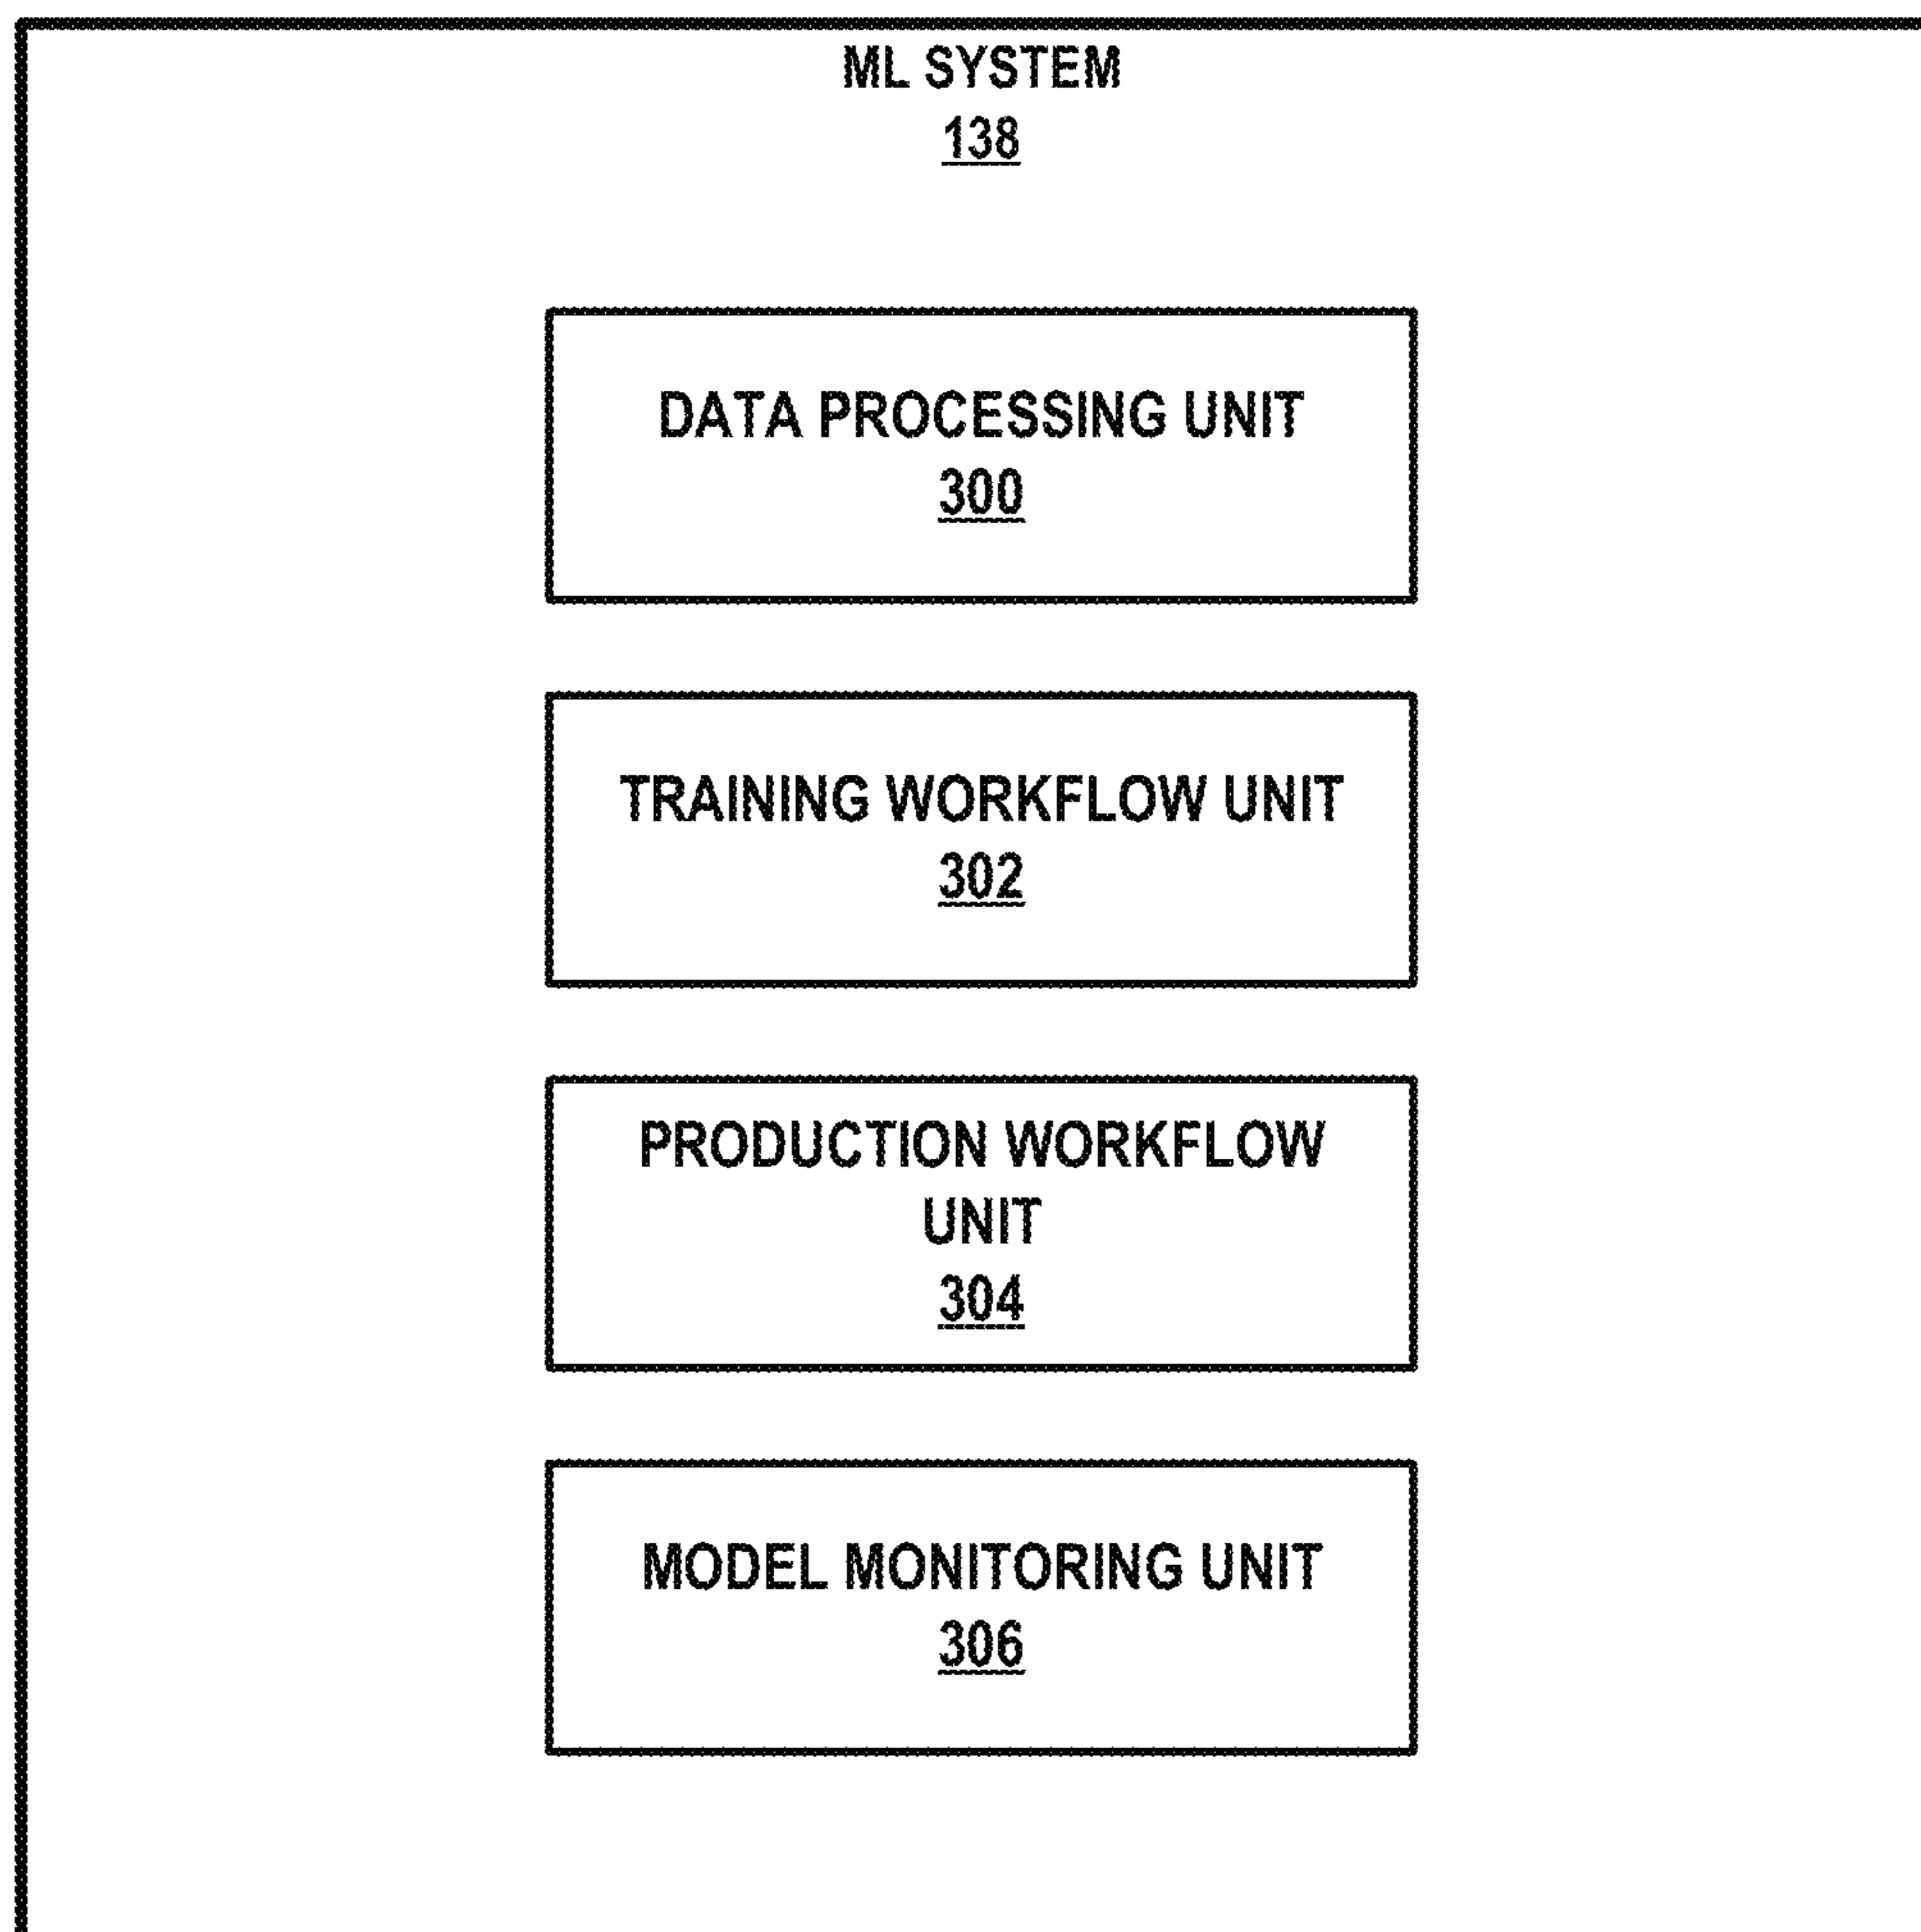 ML SYSTEM
138
DATA PROCESSING UNIT
300
TRAINING WORKFLOW UNIT
302
PRODUCTION WORKFLOW
UNIT
304
MODEL MONITORING UNIT
306